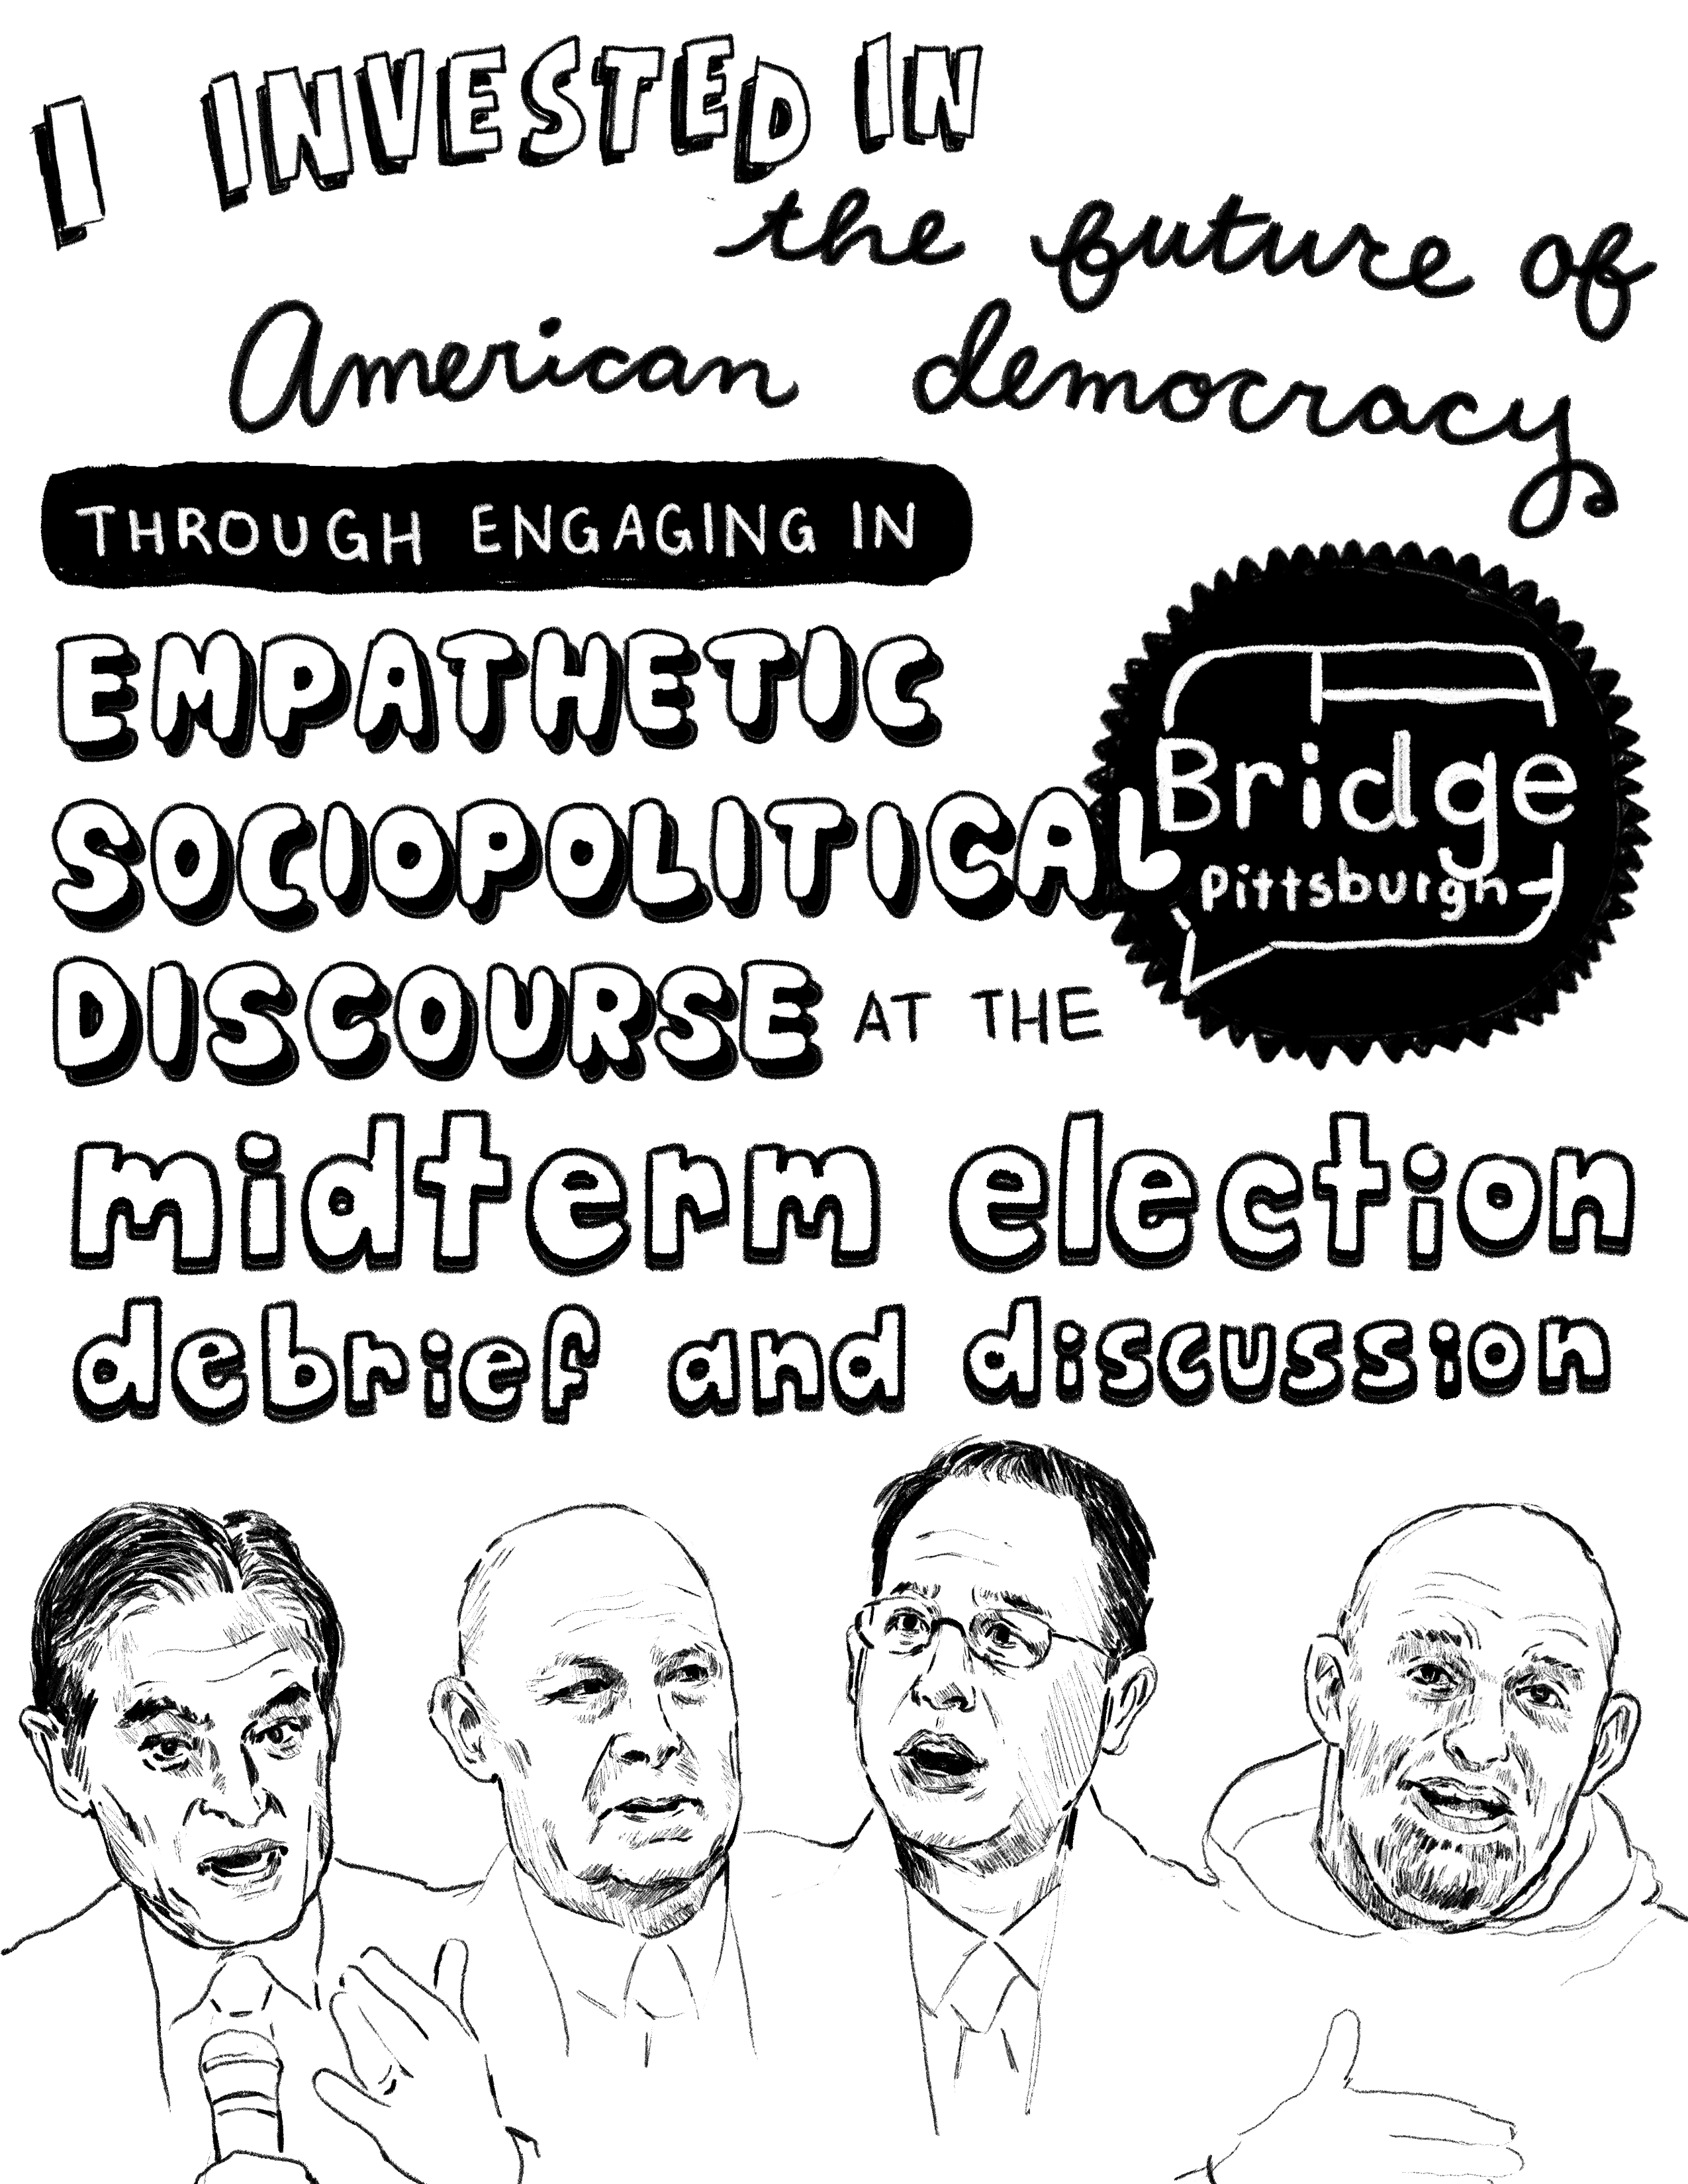 I INVESTED IN
the future of
American democracy
THROUGH ENGAGING IN
EMPATHETIC
SOCIOPOLITICAL
DISCOURSE AT THE
Bridge
Pittsburgh
midterm election
debrief and discussion